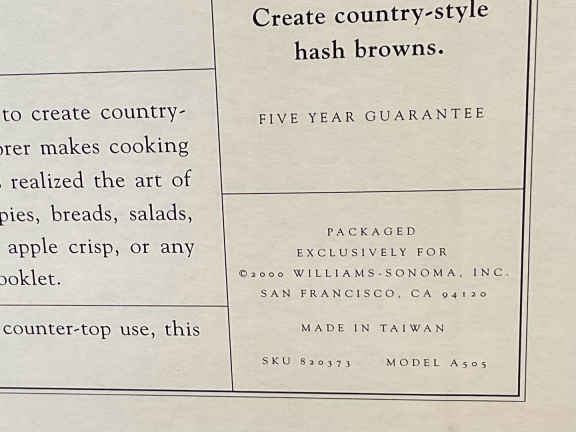 Create country-style
hash browns.
FIVE YEAR GUARANTEE
PACKAGED
EXCLUSIVELY FOR
©2000 WILLIAMS-SONOMA, INC.
SAN FRANCISCO, CA 94120
MADE IN TAIWAN
SKU 820373 MODEL A505
to create country-
makes cooking
realized the art of
pies, breads, salads,
apple crisp, or any
counter-top use, this